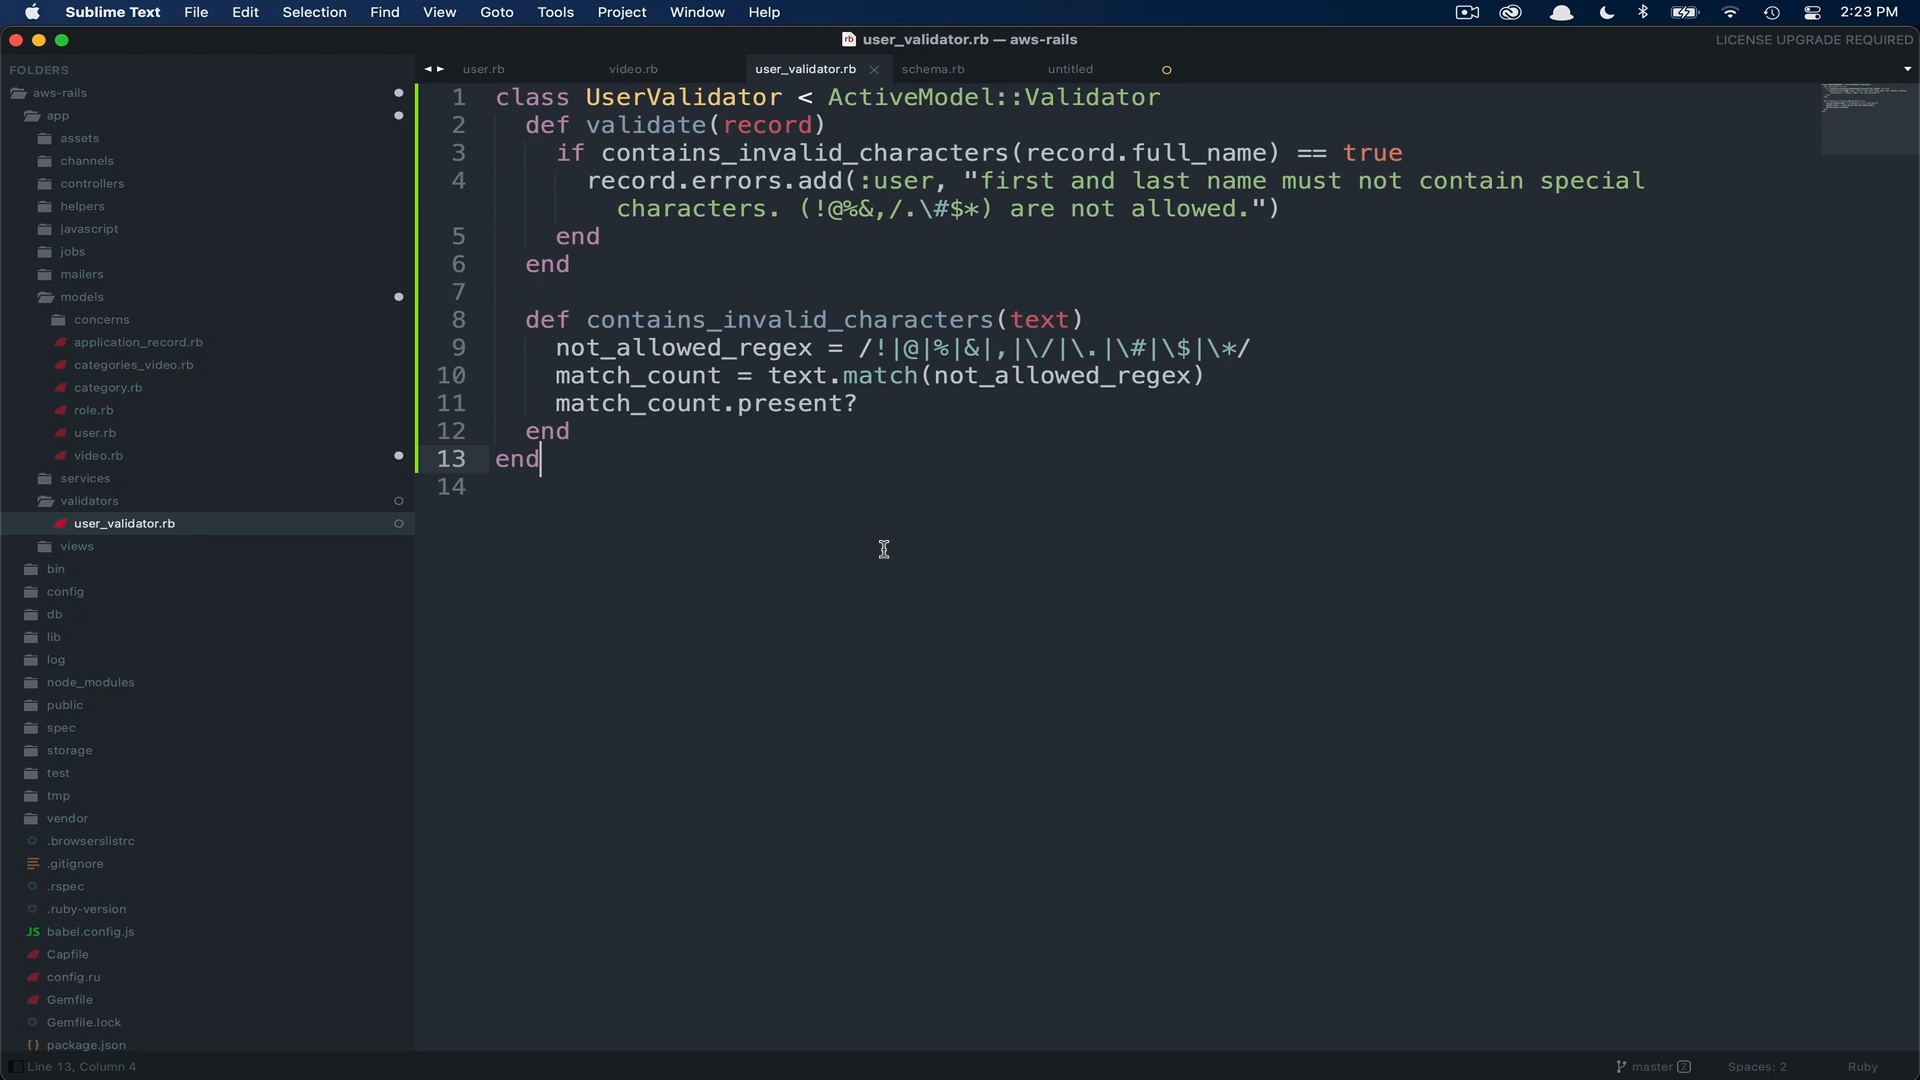 Sublime Text File Edit Selection Find View Goto Tools Project Window Help 2:23 PM
user_validator.rb — aws-rails
LICENSE UPGRADE REQUIRED
FOLDERS
aws-rails
app
assets
channels
controllers
helpers
javascript
jobs
mailers
models
concerns
application_record.rb
categories_video.rb
category.rb
role.rb
user.rb
video.rb
services
validators
user_validator.rb
views
bin
config
db
lib
log
node_modules
public
spec
storage
test
tmp
vendor
.browserslistrc
.gitignore
.rspec
.ruby-version
JS babel.config.js
Capfile
config.ru
Gemfile
Gemfile.lock
{ } package.json
user.rb video.rb user_validator.rb schema.rb untitled
1 class UserValidator < ActiveModel::Validator
2 def validate(record)
3 if contains_invalid_characters(record.full_name) == true
4 record.errors.add(:user, "first and last name must not contain special
characters. (!@%&,/.\#$*) are not allowed.")
5 end
6 end
7
8 def contains_invalid_characters(text)
9 not_allowed_regex = /!|@|%|&|,|\/|\.|\#|\$|\*/
10 match_count = text.match(not_allowed_regex)
11 match_count.present?
12 end
13 end
14
Line 13, Column 4
master 2 Spaces: 2 Ruby